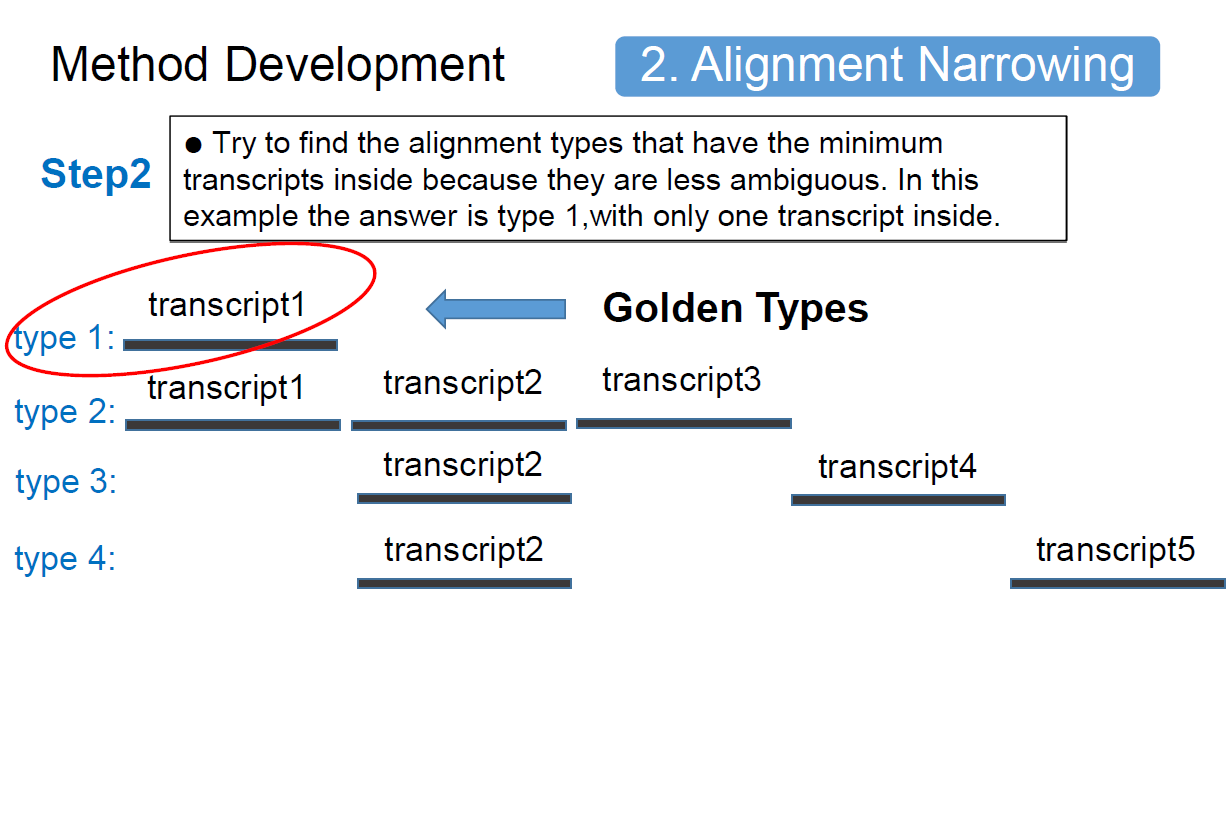 Method Development
2. Alignment Narrowing
Step2
● Try to find the alignment types that have the minimum
transcripts inside because they are less ambiguous. In this
example the answer is type 1,with only one transcript inside.
transcript1
Golden Types
type 1:
transcript1
transcript2
transcript3
type 2:
transcript2
transcript4
type 3:
transcript2
transcript5
type 4: